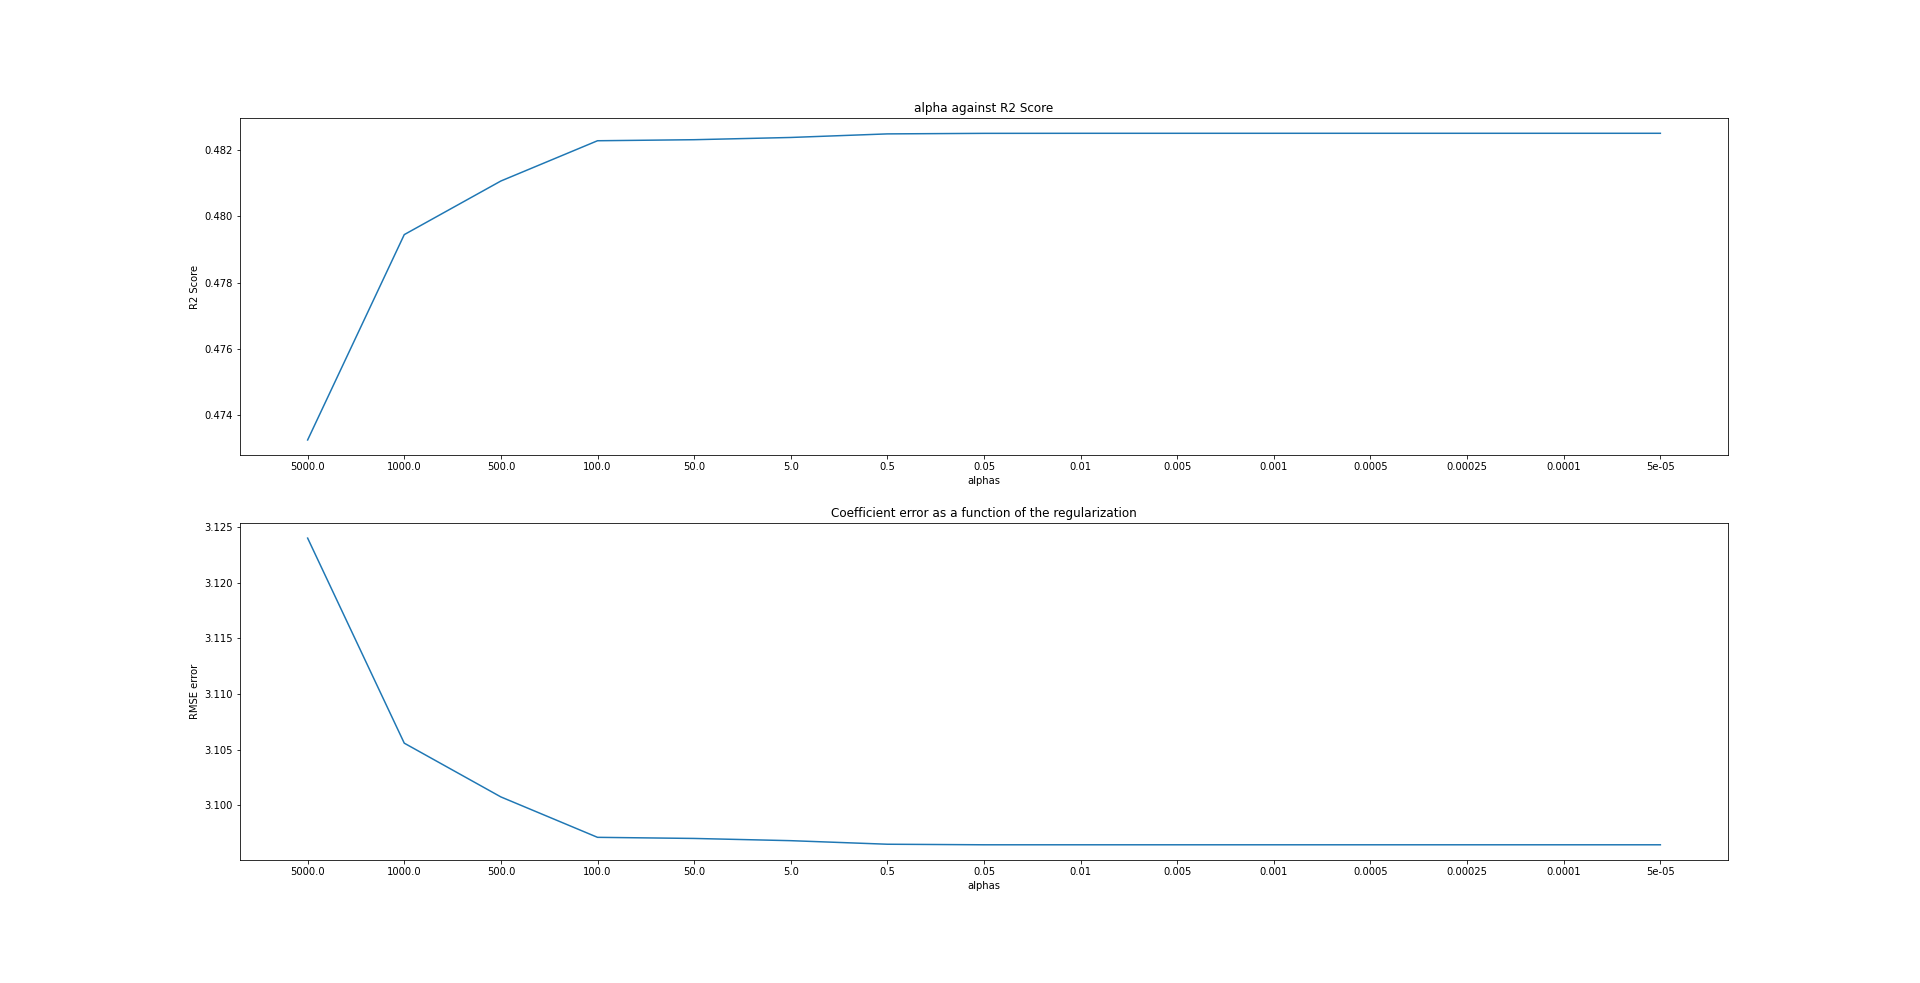 alpha against R2 Score
0.482
0.480
0.478
0.476
0.474
R2 Score
5000.0 1000.0 500.0 100.0 50.0 5.0 0.5 0.05 0.01 0.005 0.001 0.0005 0.00025 0.0001 5e-05
alphas
Coefficient error as a function of the regularization
3.125
3.120
3.115
3.110
3.105
3.100
RMSE error
5000.0 1000.0 500.0 100.0 50.0 5.0 0.5 0.05 0.01 0.005 0.001 0.0005 0.00025 0.0001 5e-05
alphas